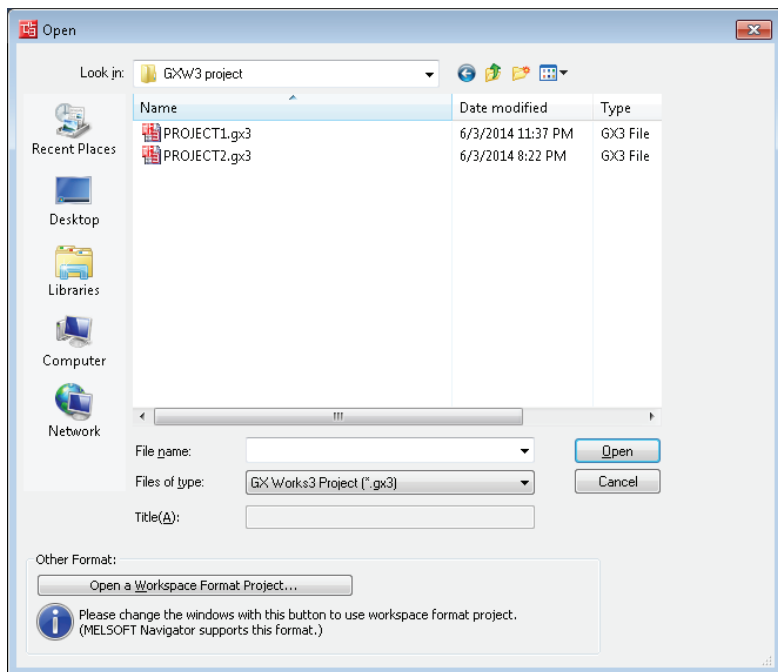 Open
Look in: GXW3 project
Name Date modified Type
PROJECT1.gx3 6/3/2014 11:37 PM GX3 File
PROJECT2.gx3 6/3/2014 8:22 PM GX3 File
Recent Places
Desktop
Libraries
Computer
Network
File name: Open
Files of type: GX Works3 Project (*.gx3) Cancel
Title(A):
Other Format:
Open a Workspace Format Project...
Please change the windows with this button to use workspace format project.
(MELSOFT Navigator supports this format.)